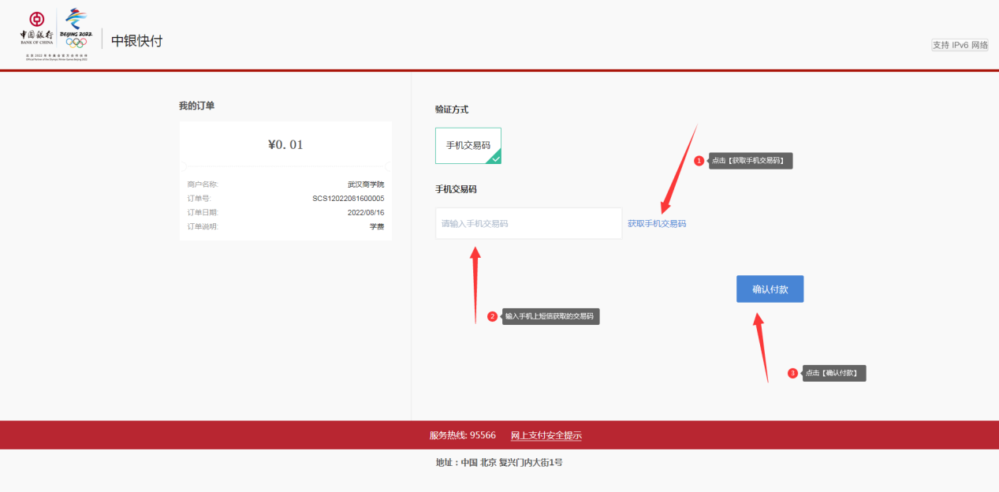 中国银行
BANK OF CHINA
BEIJING 2022
中银快付
支持 IPv6 网络
我的订单
¥0.01
商户名称: 武汉商学院
订单号: SCS12022081600005
订单日期: 2022/08/16
订单说明: 学费
验证方式
手机交易码
手机交易码
请输入手机交易码
获取手机交易码
1 点击【获取手机交易码】
2 输入手机上短信获取的交易码
确认付款
3 点击【确认付款】
服务热线: 95566 网上支付安全提示
地址：中国 北京 复兴门内大街1号